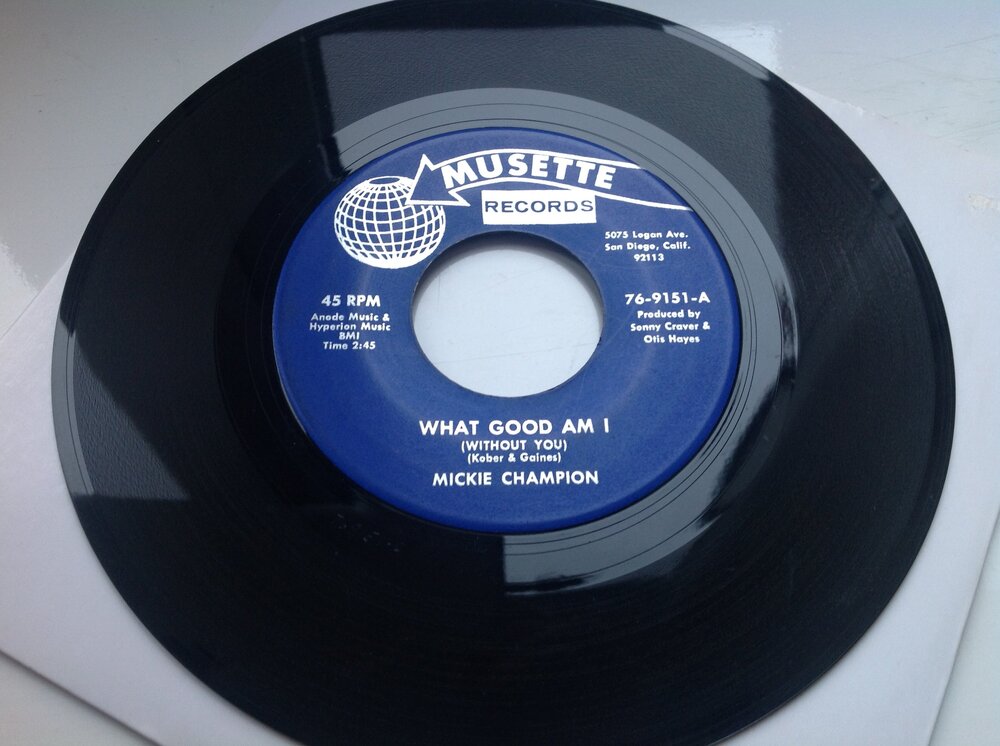 MUSETTE
RECORDS
5075 Logan Ave.
San Diego, Calif.
92113
45 RPM
Anode Music &
Hyperion Music
BMI
Time 2:45
76-9151-A
Produced by
Sonny Craver &
Otis Hayes
WHAT GOOD AM I
(WITHOUT YOU)
(Kober & Gaines)
MICKIE CHAMPION